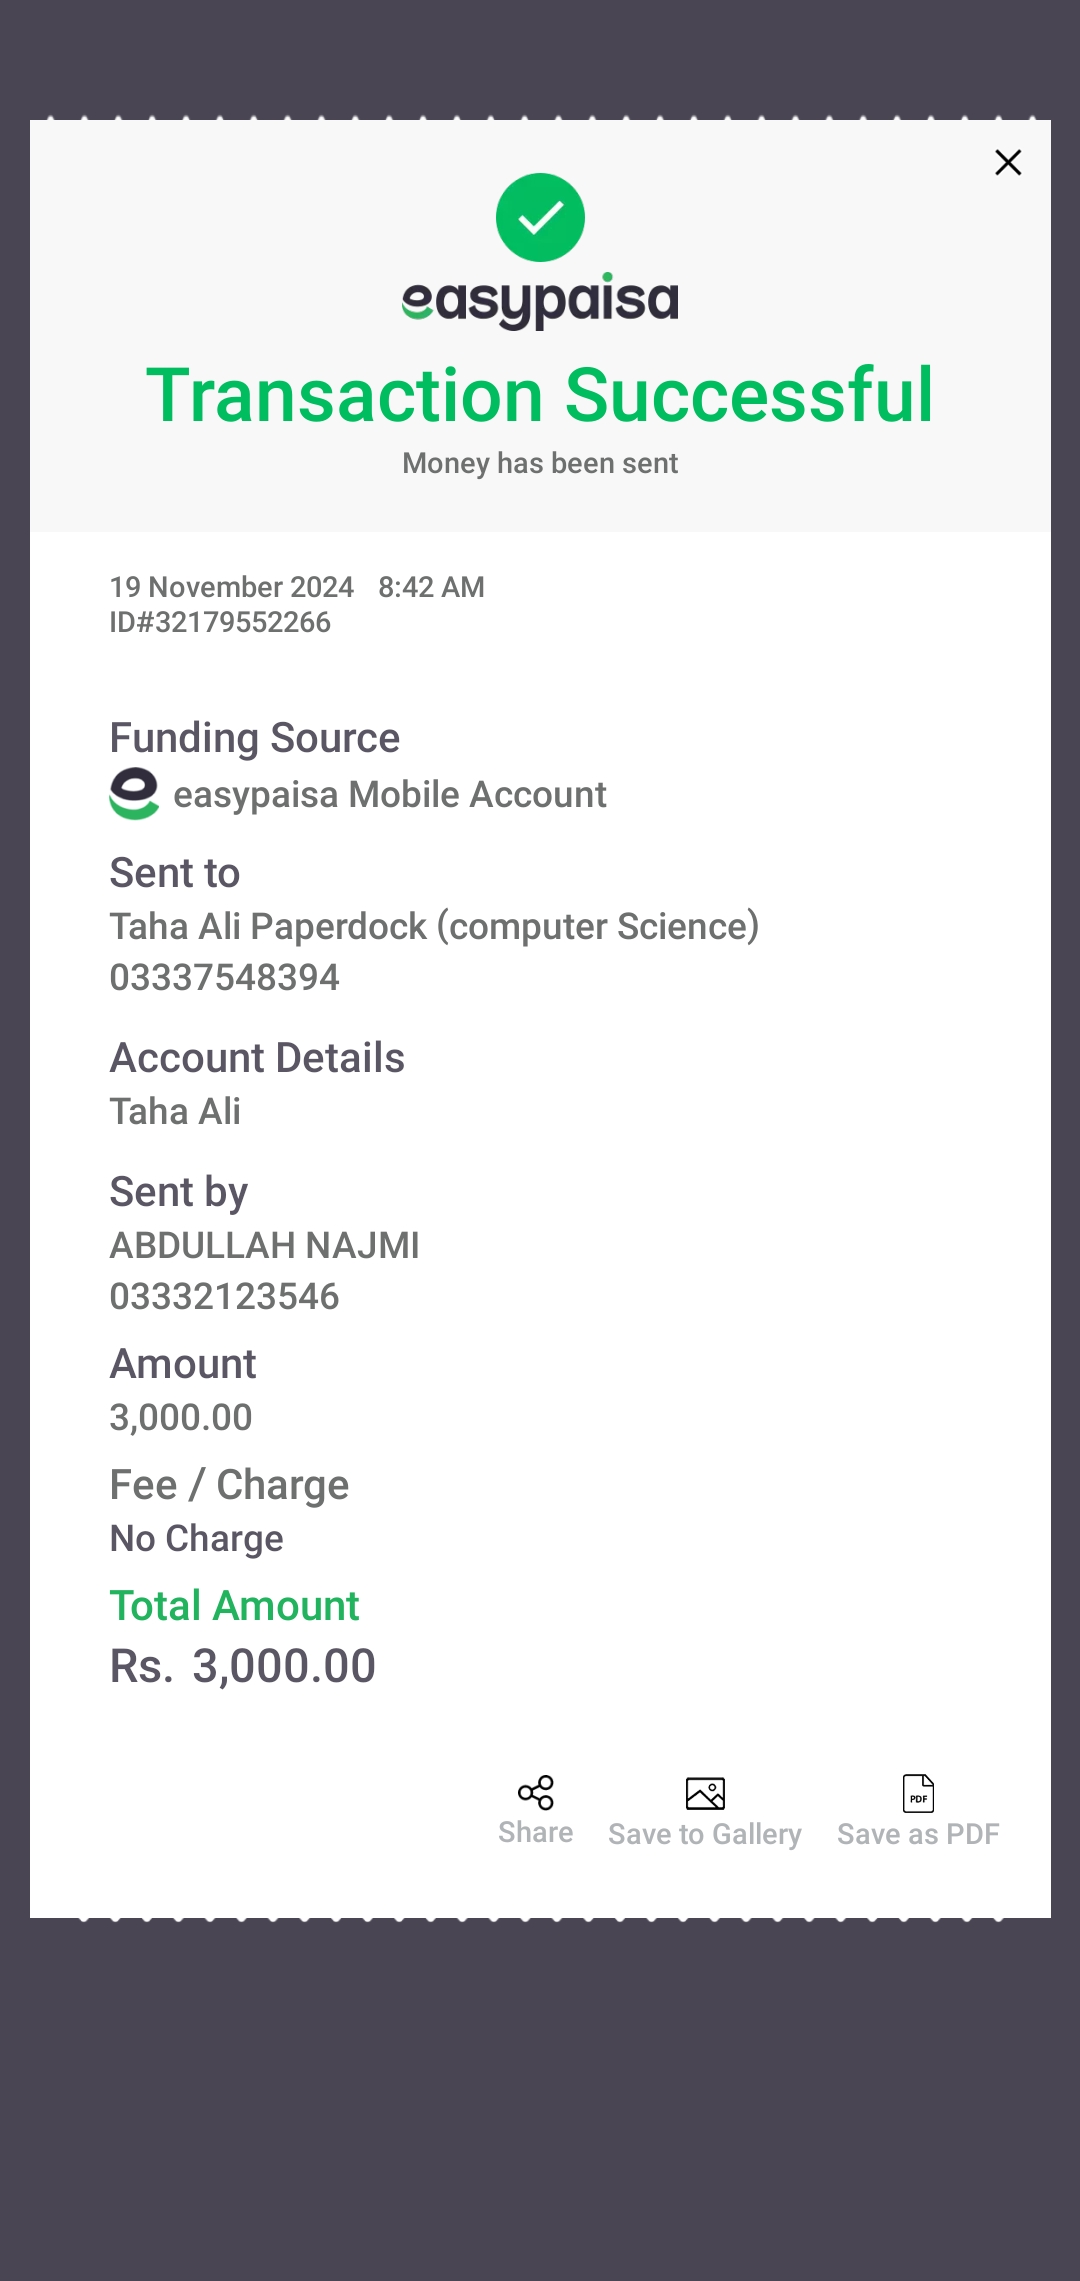 easypaisa
Transaction Successful
Money has been sent
19 November 2024 8:42 AM
ID#32179552266
Funding Source
easypaisa Mobile Account
Sent to
Taha Ali Paperdock (computer Science)
03337548394
Account Details
Taha Ali
Sent by
ABDULLAH NAJMI
03332123546
Amount
3,000.00
Fee / Charge
No Charge
Total Amount
Rs. 3,000.00
PDF
Share Save to Gallery Save as PDF